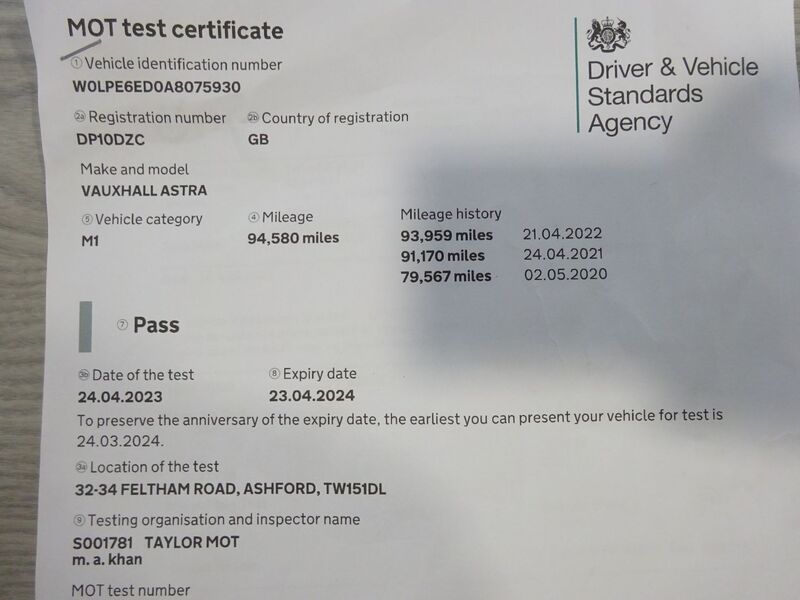 MOT test certificate
Driver & Vehicle
Standards
Agency
① Vehicle identification number
W0LPE6ED0A8075930
2a Registration number 2b Country of registration
DP10DZC GB
Make and model
VAUXHALL ASTRA
⑤ Vehicle category ④ Mileage Mileage history
M1 94,580 miles 93,959 miles 21.04.2022
91,170 miles 24.04.2021
79,567 miles 02.05.2020
⑦ Pass
3b Date of the test ⑧ Expiry date
24.04.2023 23.04.2024
To preserve the anniversary of the expiry date, the earliest you can present your vehicle for test is
24.03.2024.
3a Location of the test
32-34 FELTHAM ROAD, ASHFORD, TW151DL
⑨ Testing organisation and inspector name
S001781 TAYLOR MOT
m. a. khan
MOT test number